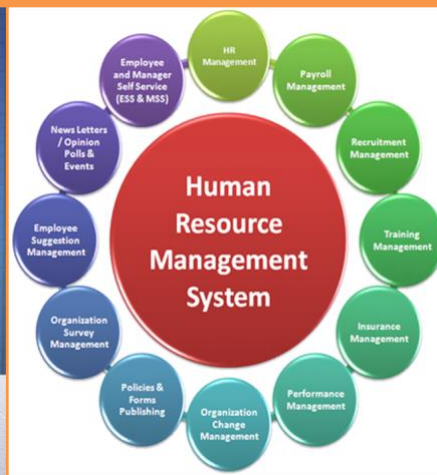 Human
Resource
Management
System
HR
Management
Payroll
Management
Recruitment
Management
Training
Management
Insurance
Management
Performance
Management
Organization
Change
Management
Policies &
Forms
Publishing
Organization
Survey
Management
Employee
Suggestion
Management
News Letters
/ Opinion
Polls &
Events
Employee
and Manager
Self Service
(ESS & MSS)